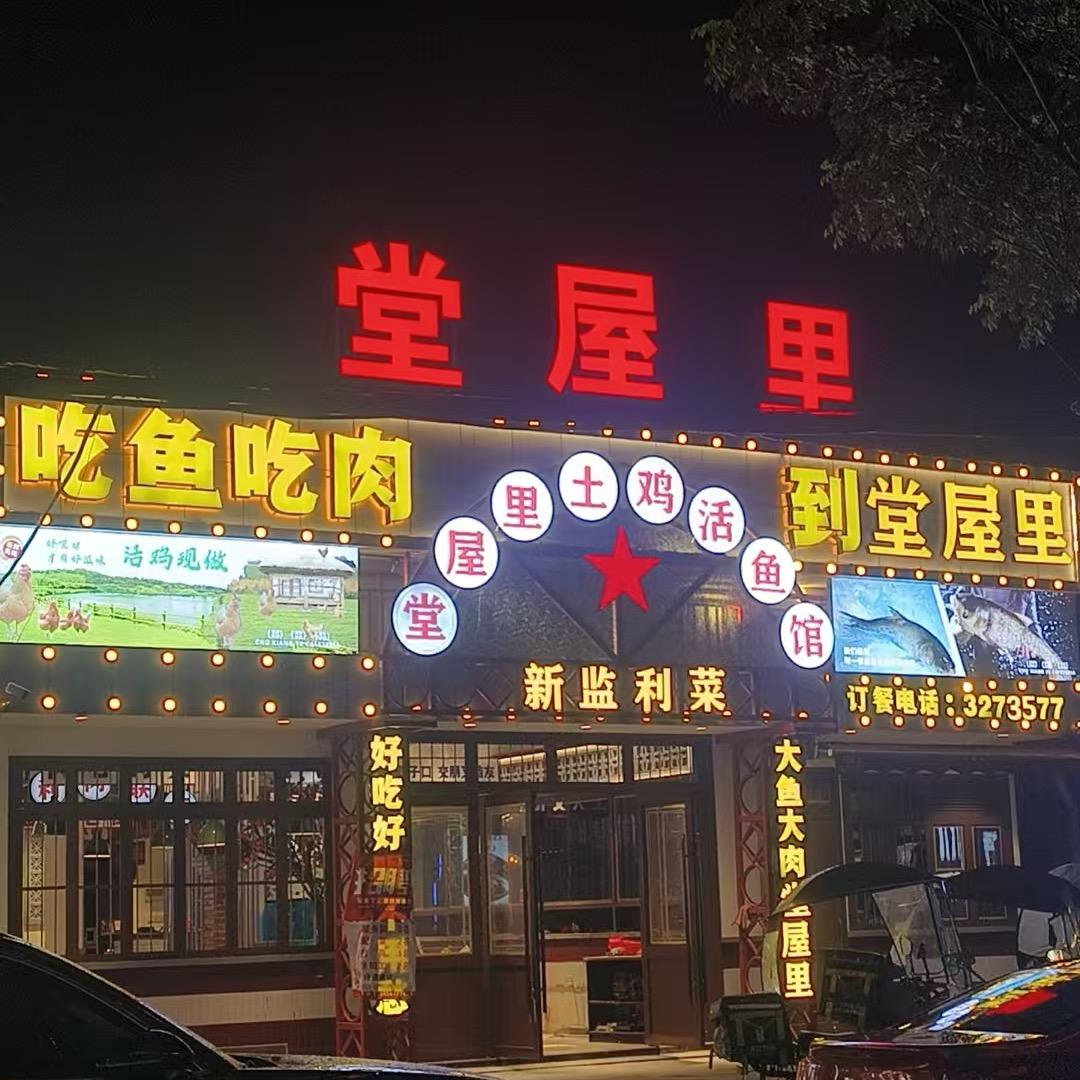 堂屋里
吃鱼吃肉
到堂屋里
堂屋里土鸡活鱼馆
活鸡现做
新监利菜
订餐电话：3273577
好吃好
大鱼大肉堂屋里